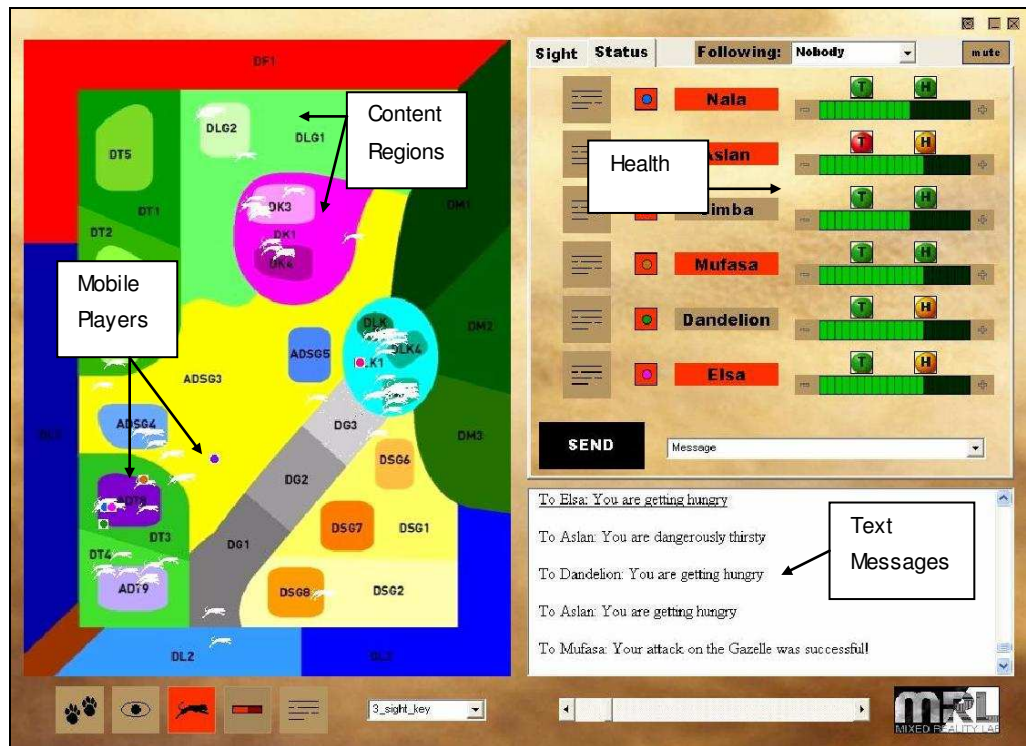 DF1
DLG2
DLG1
DT5
DK3
DT1
DM1
DT2
DK1
DK4
DLK
DM2
ADSG5
DLK4
LK1
ADSG3
DG3
ADSG4
DM3
DSG6
DG2
DSG7
DSG1
DT3
DG1
DT4
ADT9
DSG8
DSG2
DL2
Content
Regions
Mobile
Players
Sight
Status
Following:
Nobody
mute
T H
Nala
T H
Aslan
Health
T H
Simba
T H
Mufasa
T H
Dandelion
T H
Elsa
SEND
Message
To Elsa: You are getting hungry
To Aslan: You are dangerously thirsty
To Dandelion: You are getting hungry
To Aslan: You are getting hungry
To Mufasa: Your attack on the Gazelle was successful!
Text
Messages
3_sight_key
MRL
MIXED REALITY LAB